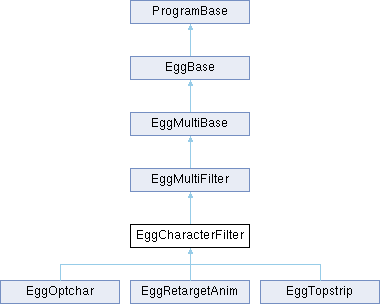 ProgramBase
EggBase
EggMultiBase
EggMultiFilter
EggCharacterFilter
EggOptchar
EggRetargetAnim
EggTopstrip